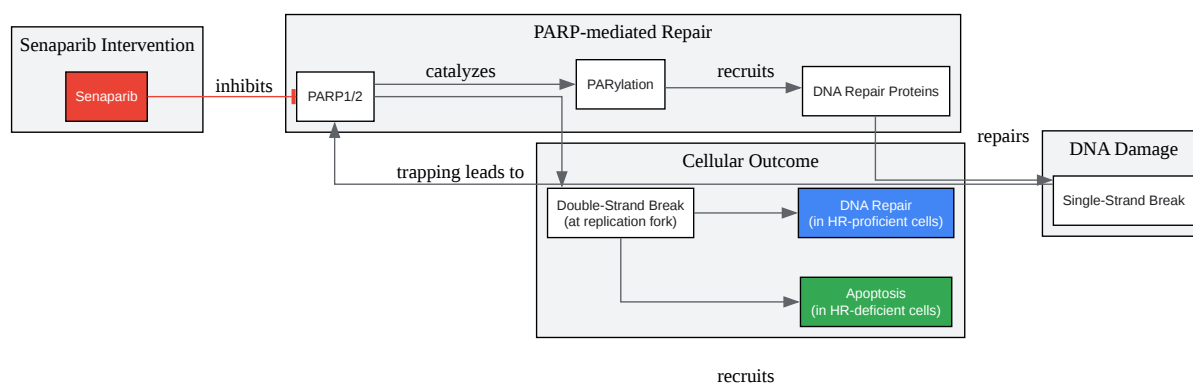 Senaparib Intervention
Senaparib
inhibits
PARP-mediated Repair
PARP1/2
catalyzes
PARylation
recruits
DNA Repair Proteins
repairs
DNA Damage
Single-Strand Break
trapping leads to
Cellular Outcome
Double-Strand Break
(at replication fork)
DNA Repair
(in HR-proficient cells)
Apoptosis
(in HR-deficient cells)
recruits